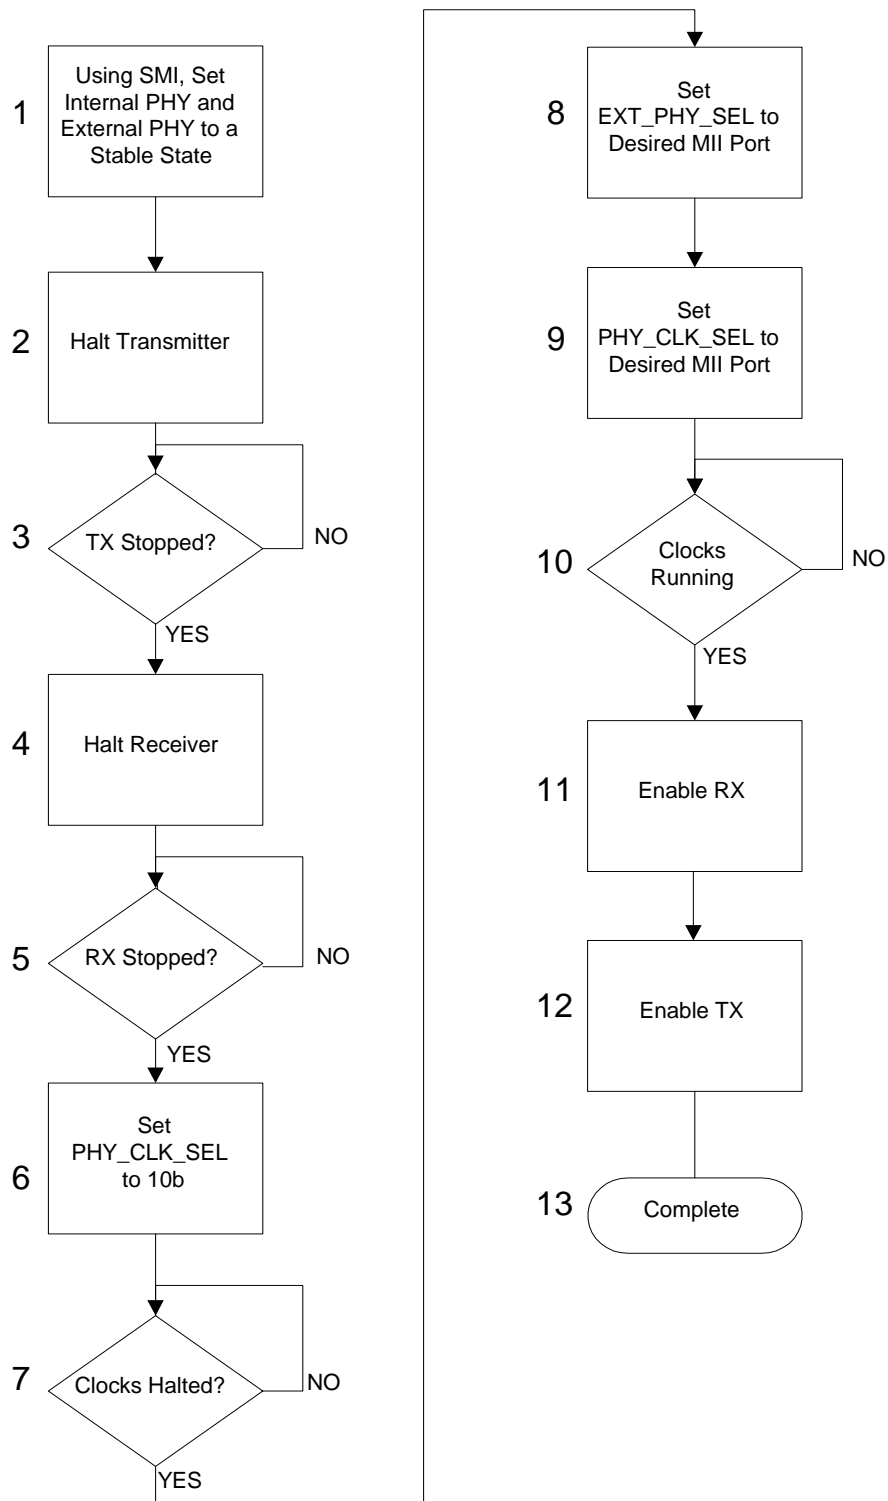 1
Using SMI, Set
Internal PHY and
External PHY to a
Stable State
2
Halt Transmitter
3
TX Stopped?
NO
YES
4
Halt Receiver
5
RX Stopped?
NO
YES
6
Set
PHY_CLK_SEL
to 10b
7
Clocks Halted?
NO
YES
8
Set
EXT_PHY_SEL to
Desired MII Port
9
Set
PHY_CLK_SEL to
Desired MII Port
10
Clocks
Running
NO
YES
11
Enable RX
12
Enable TX
13
Complete